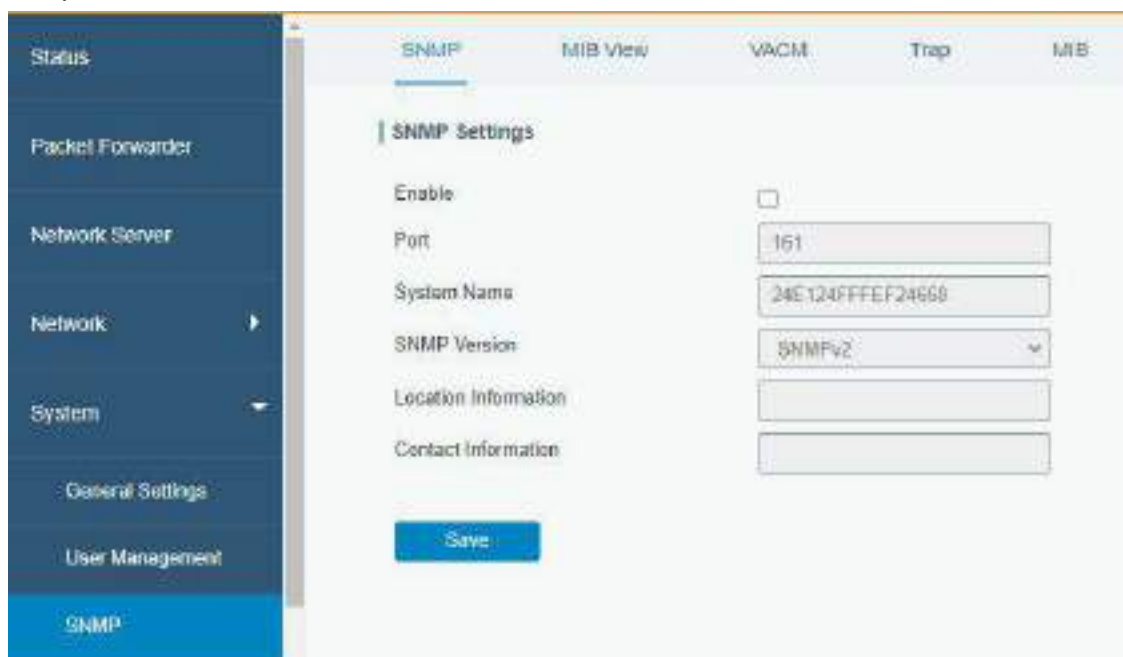 Status
Packet Forwarder
Network Server
Network
System
General Settings
User Management
SNMP
SNMP MIB View VACM Trap MIB
SNMP Settings
Enable
Port 161
System Name 24E124FFFEF24668
SNMP Version SNMPv2
Location Information
Contact Information
Save